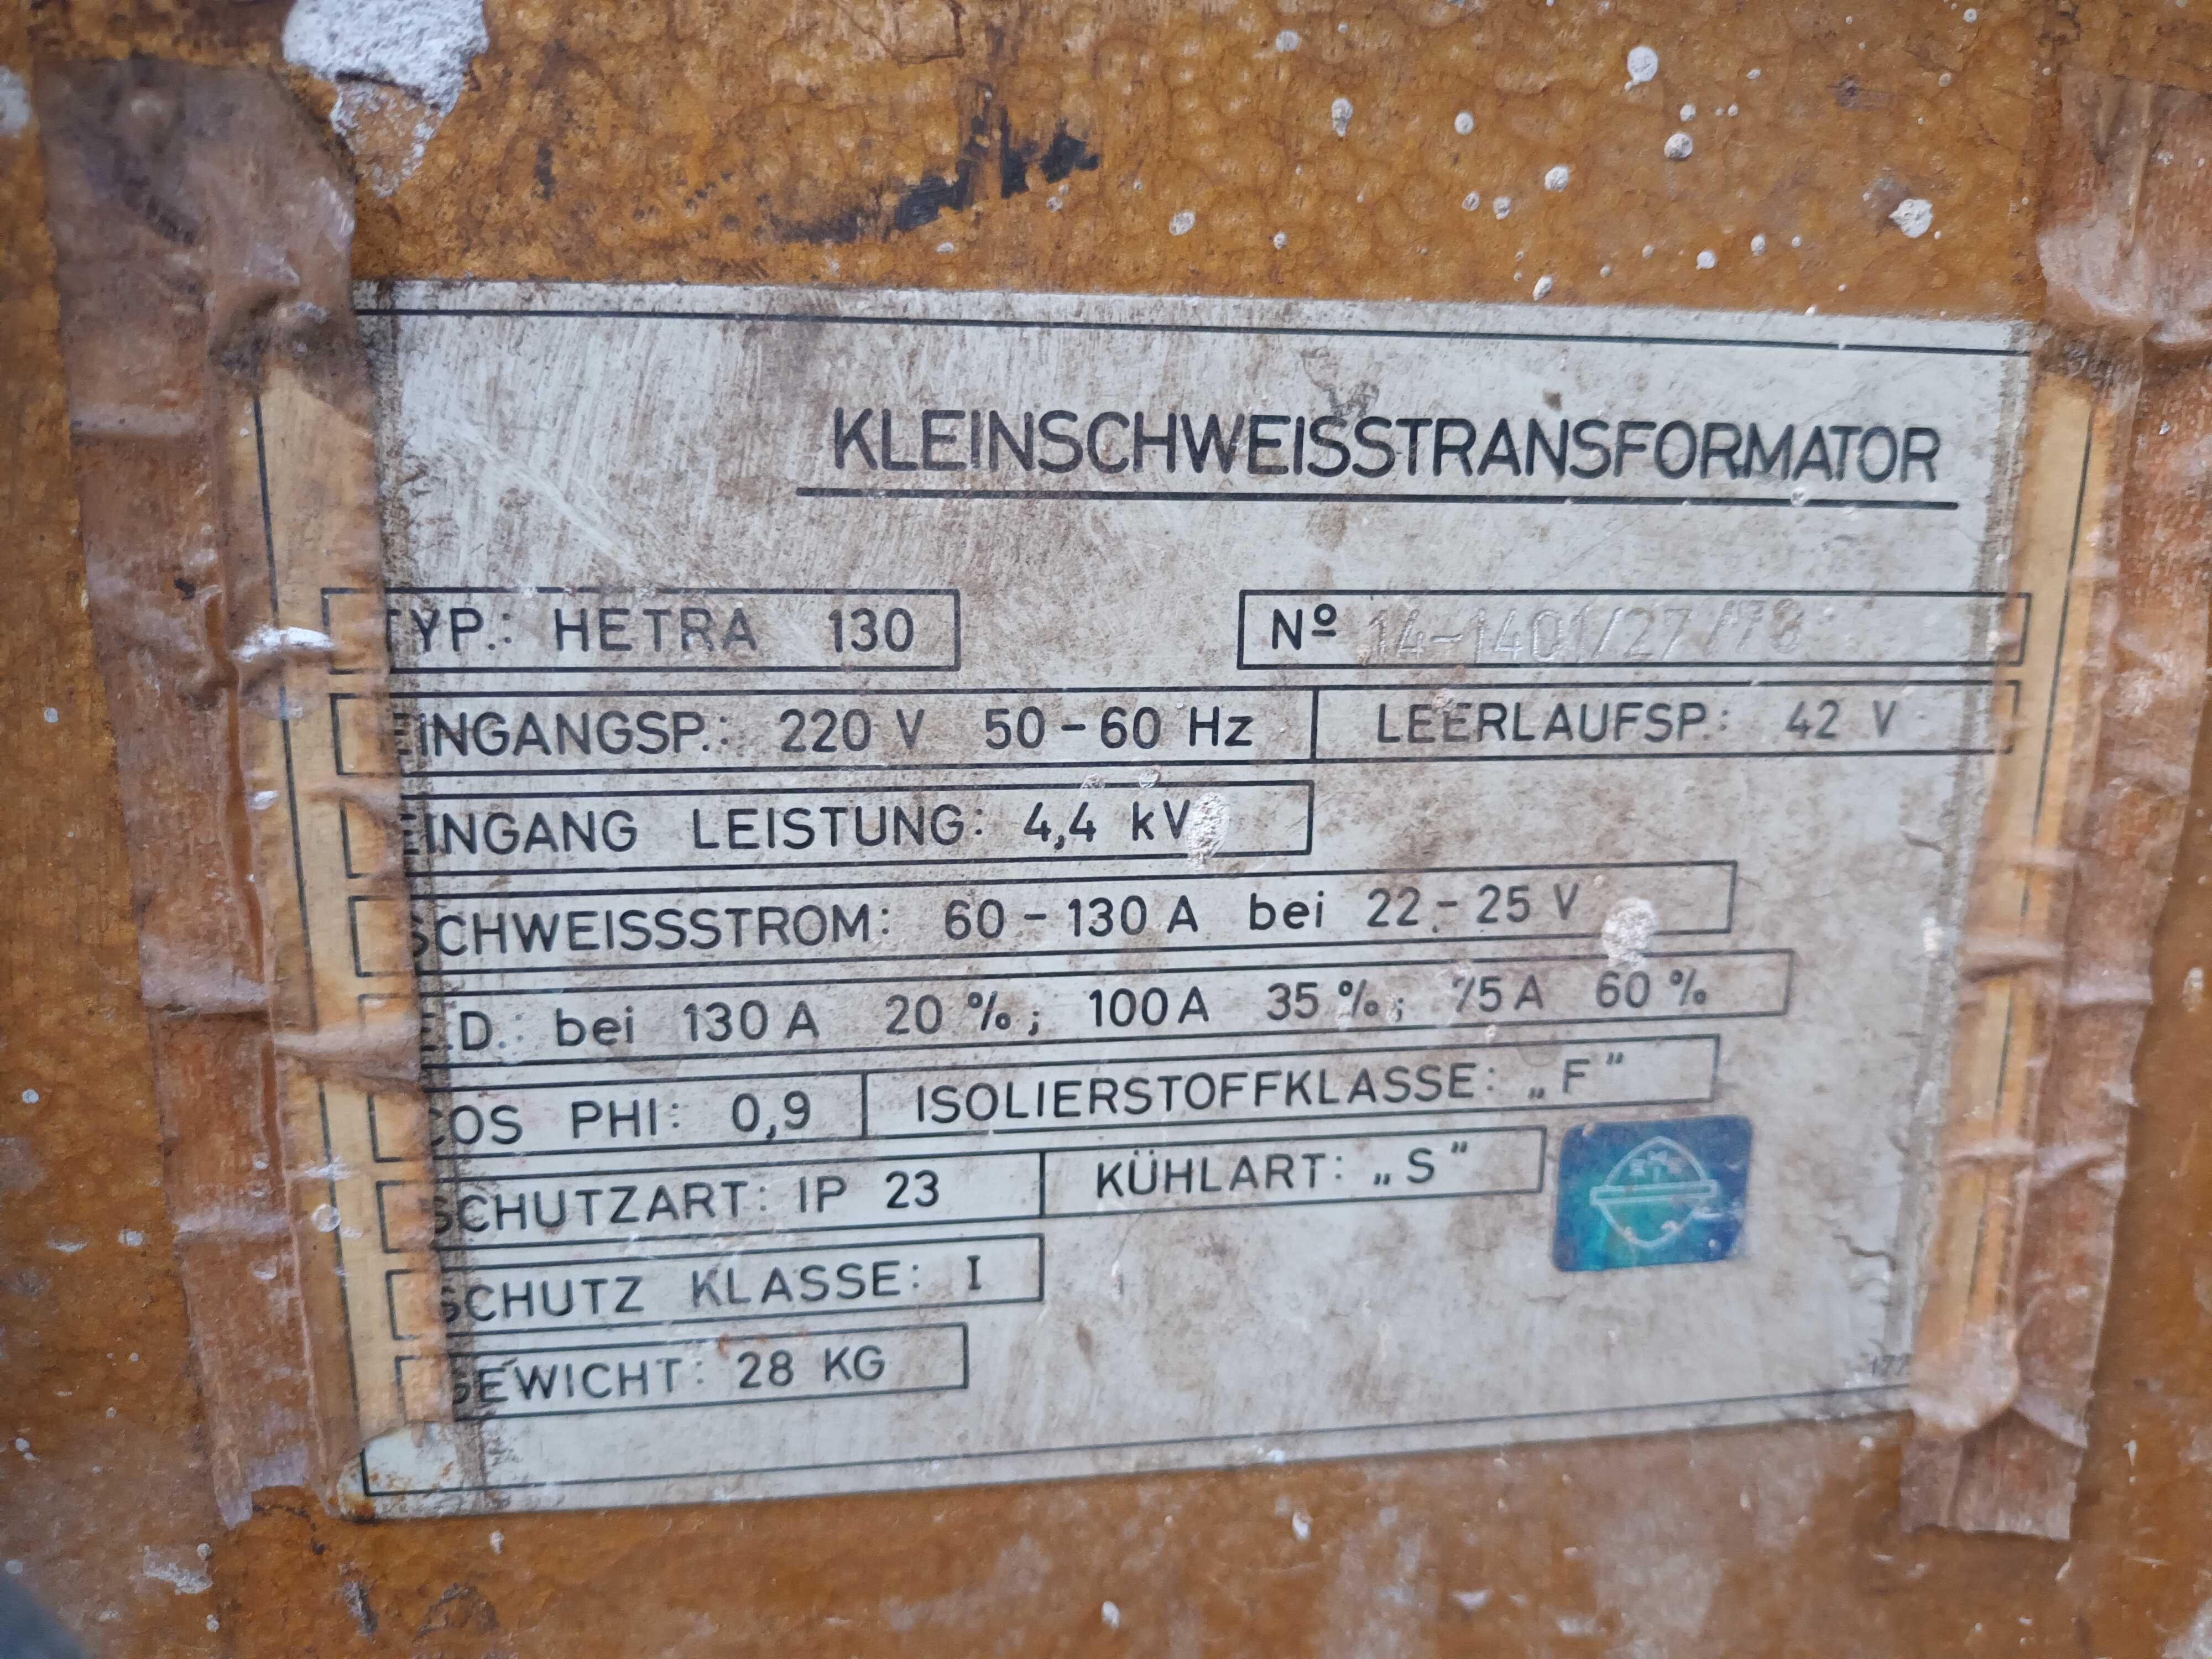 KLEINSCHWEISSTRANSFORMATOR
TYP.: HETRA 130 Nº 14-1401/27/78
EINGANGSP.: 220 V 50-60 Hz LEERLAUFSP.: 42 V
EINGANG LEISTUNG: 4,4 kV
SCHWEISSSTROM: 60-130 A bei 22-25 V
E.D.: bei 130 A 20 %; 100 A 35 %; 75 A 60 %
COS PHI: 0,9 ISOLIERSTOFFKLASSE: „F"
SCHUTZART: IP 23 KÜHLART: „S"
SCHUTZ KLASSE: I
GEWICHT: 28 KG